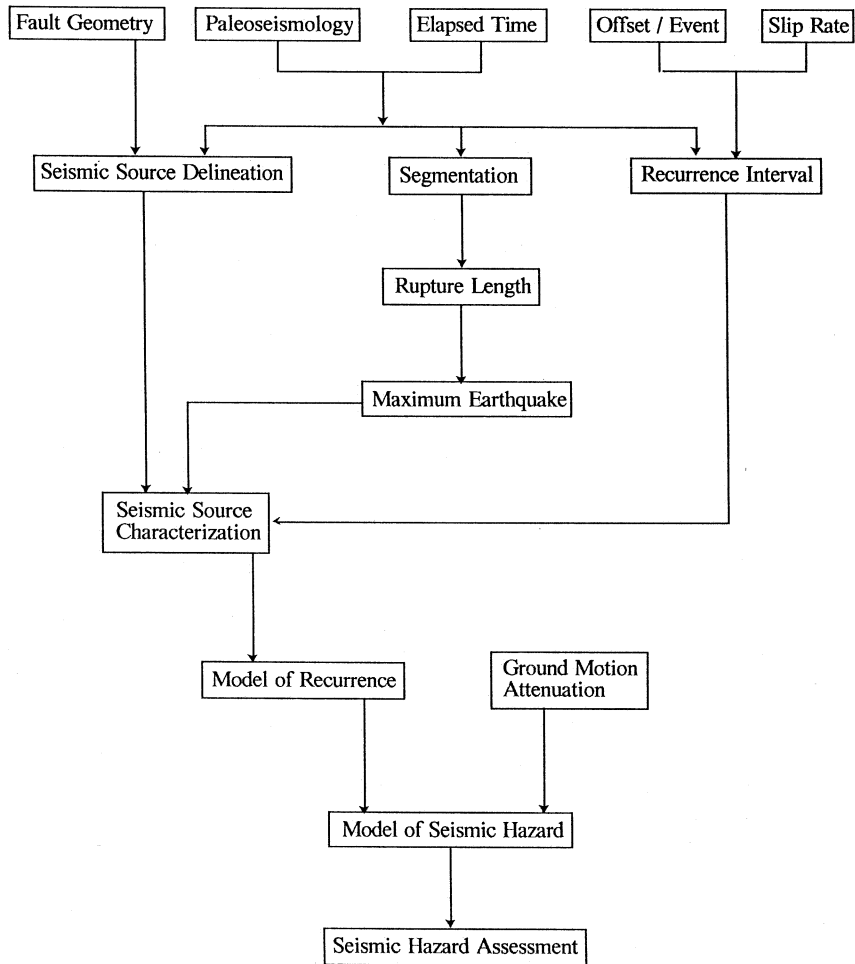 Fault Geometry
Paleoseismology
Elapsed Time
Offset / Event
Slip Rate
Seismic Source Delineation
Segmentation
Recurrence Interval
Rupture Length
Maximum Earthquake
Seismic Source
Characterization
Model of Recurrence
Ground Motion
Attenuation
Model of Seismic Hazard
Seismic Hazard Assessment